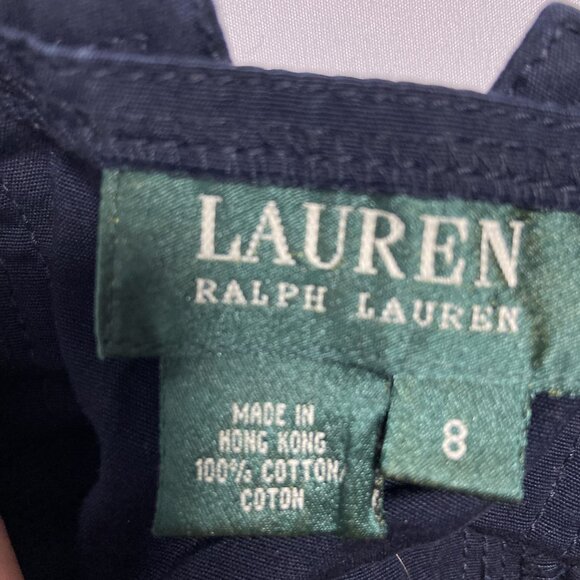 LAUREN
RALPH LAUREN
MADE IN
HONG KONG
100% COTTON/
COTON
8